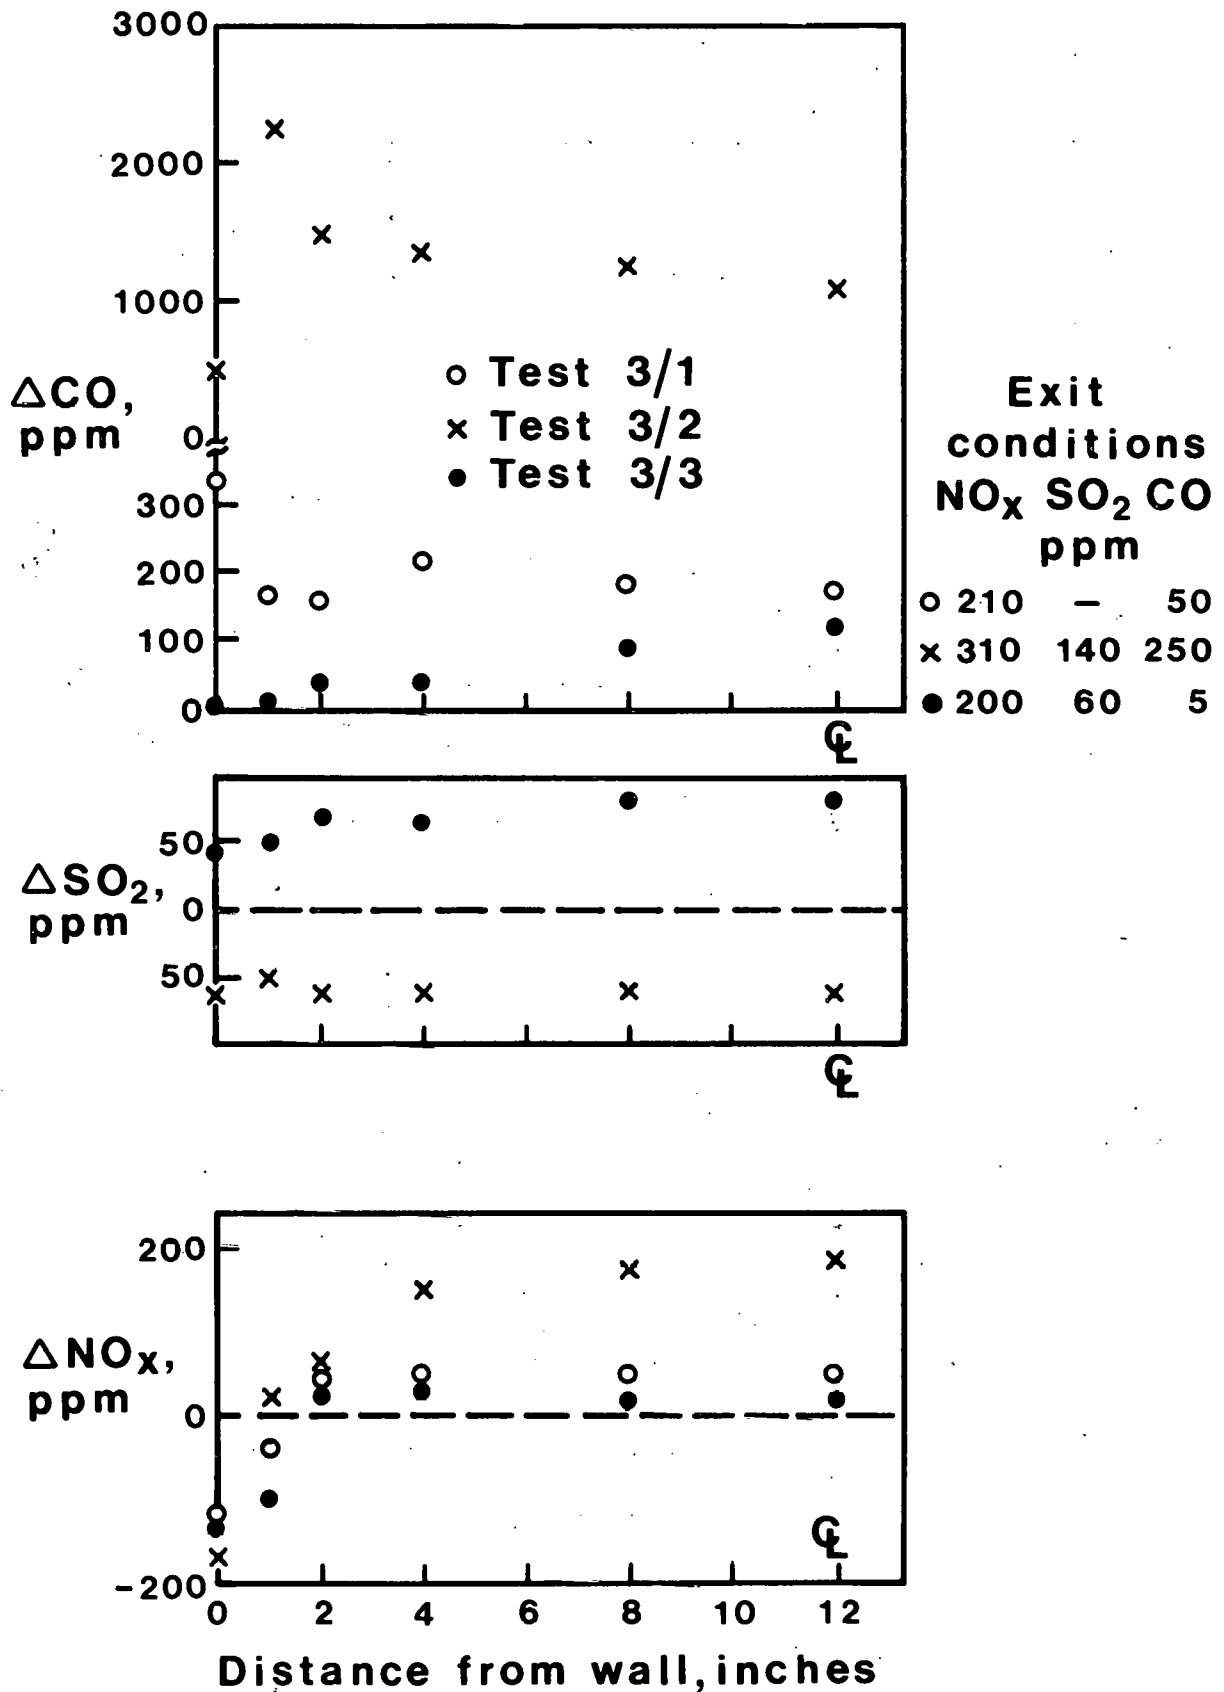 3000
2000
1000
0
ΔCO,
ppm
300
200
100
0
○ Test 3/1
× Test 3/2
● Test 3/3
℄
Exit
conditions
NOx SO₂ CO
ppm
○ 210 — 50
× 310 140 250
● 200 60 5
50
0
50
ΔSO₂,
ppm
℄
200
0
-200
ΔNOx,
ppm
℄
0 2 4 6 8 10 12
Distance from wall, inches